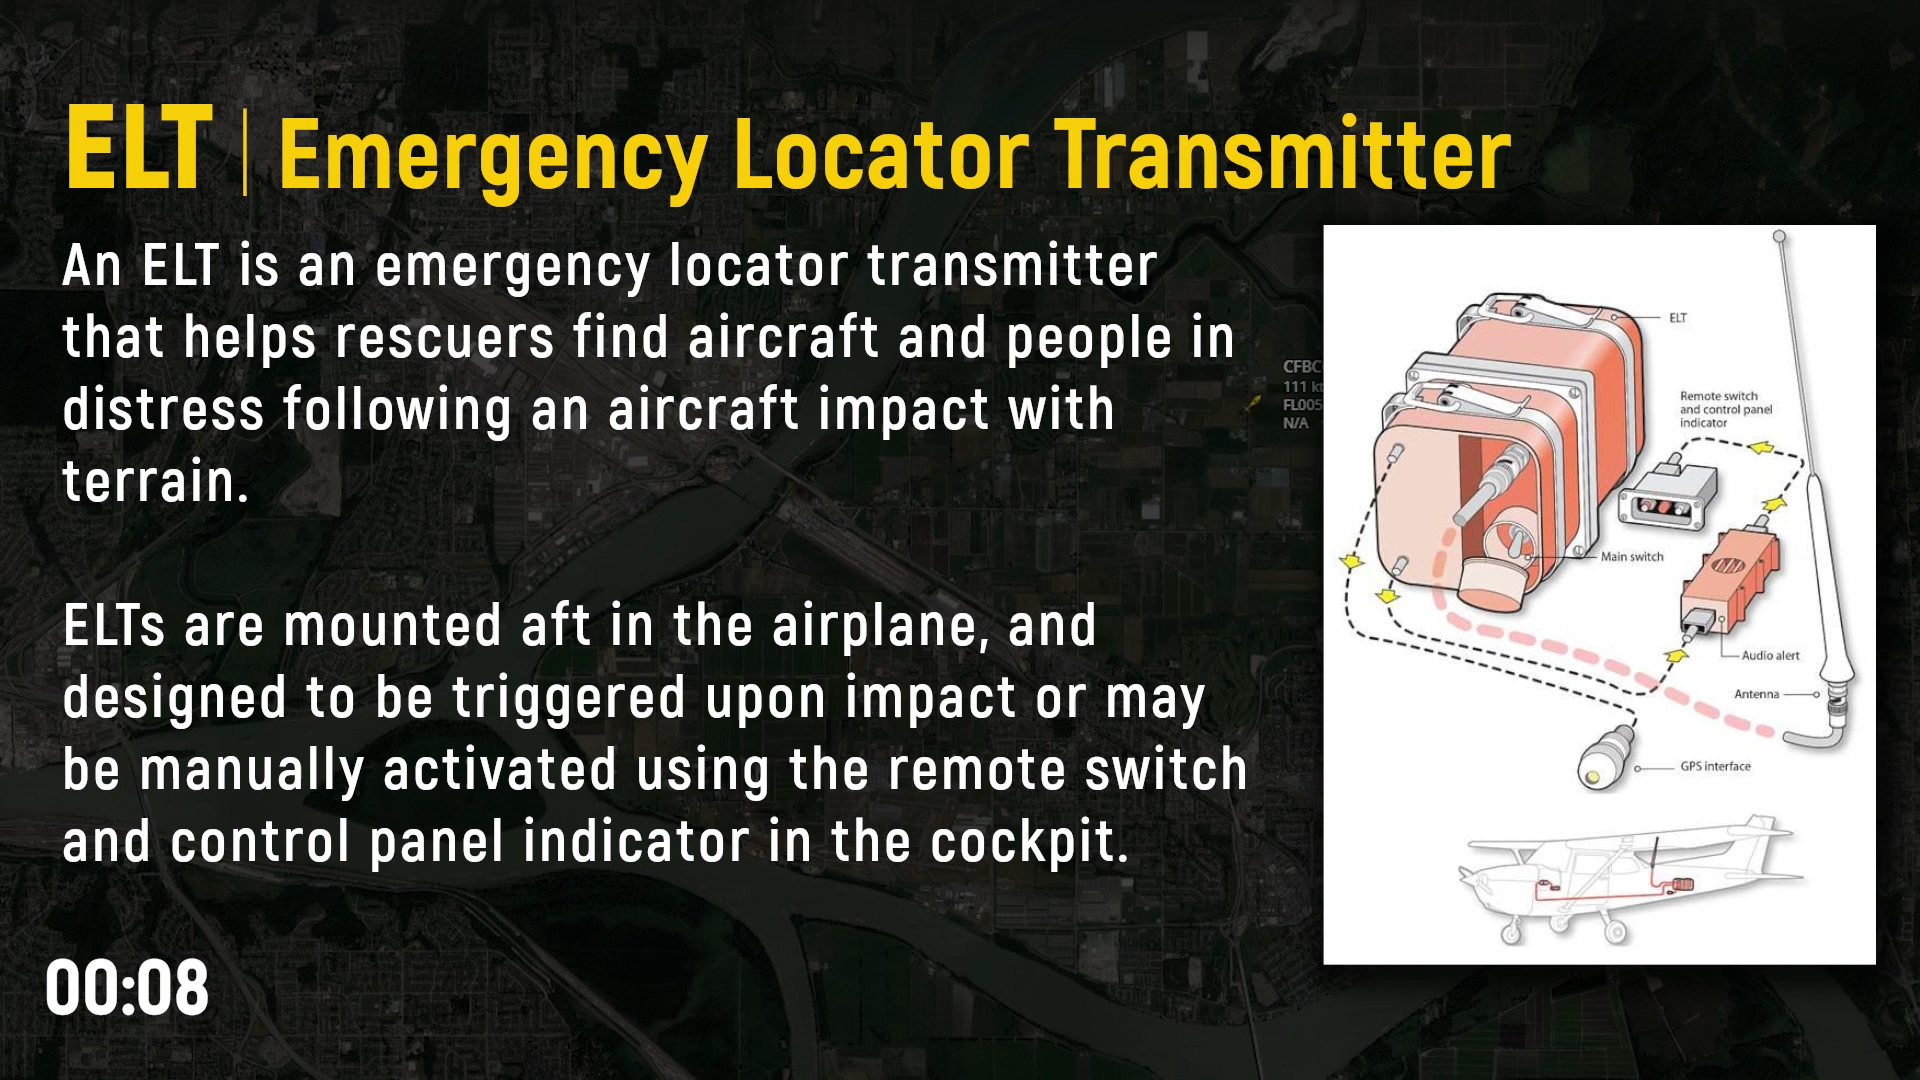 ELT | Emergency Locator Transmitter
An ELT is an emergency locator transmitter
that helps rescuers find aircraft and people in
distress following an aircraft impact with
terrain.
ELTs are mounted aft in the airplane, and
designed to be triggered upon impact or may
be manually activated using the remote switch
and control panel indicator in the cockpit.
00:08
CFBC
111
FL005
N/A
ELT
Remote switch
and control panel
indicator
Main switch
Audio alert
Antenna
GPS interface